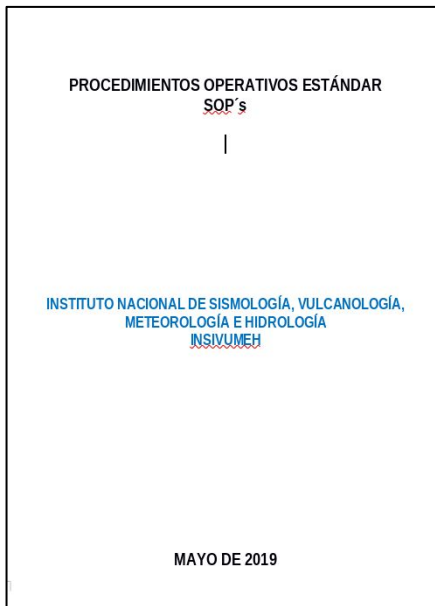 PROCEDIMIENTOS OPERATIVOS ESTÁNDAR
SOP´s
INSTITUTO NACIONAL DE SISMOLOGÍA, VULCANOLOGÍA,
METEOROLOGÍA E HIDROLOGÍA
INSIVUMEH
MAYO DE 2019